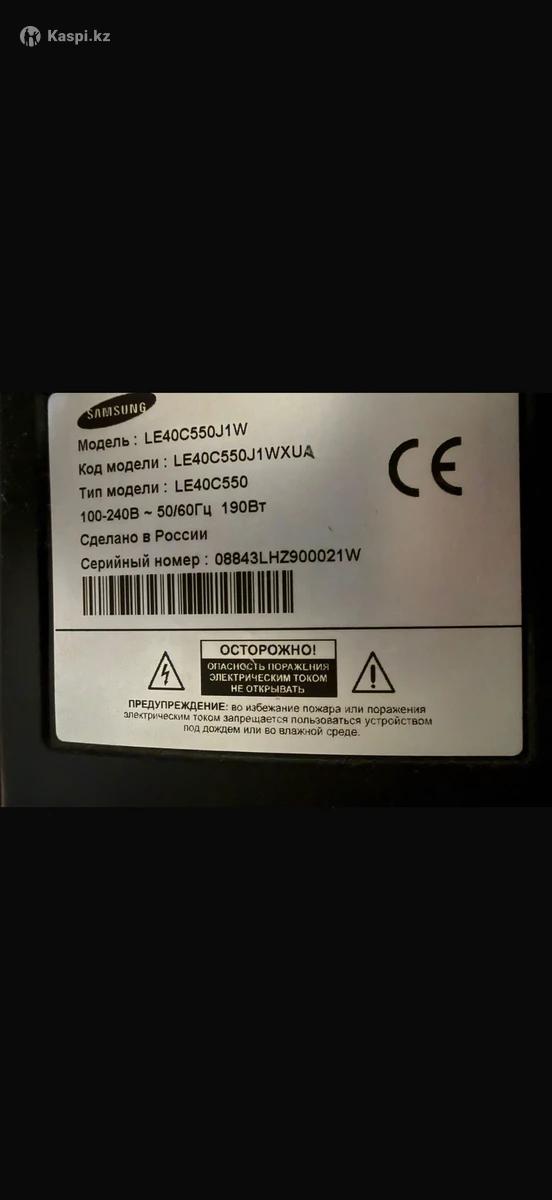 Kaspi.kz
SAMSUNG
Модель : LE40C550J1W
Код модели : LE40C550J1WXUA
Тип модели : LE40C550
100-240В ~ 50/60Гц 190Вт
Сделано в России
Серийный номер : 08843LHZ900021W
CE
ОСТОРОЖНО!
ОПАСНОСТЬ ПОРАЖЕНИЯ
ЭЛЕКТРИЧЕСКИМ ТОКОМ
НЕ ОТКРЫВАТЬ
ПРЕДУПРЕЖДЕНИЕ: во избежание пожара или поражения
электрическим током запрещается пользоваться устройством
под дождем или во влажной среде.